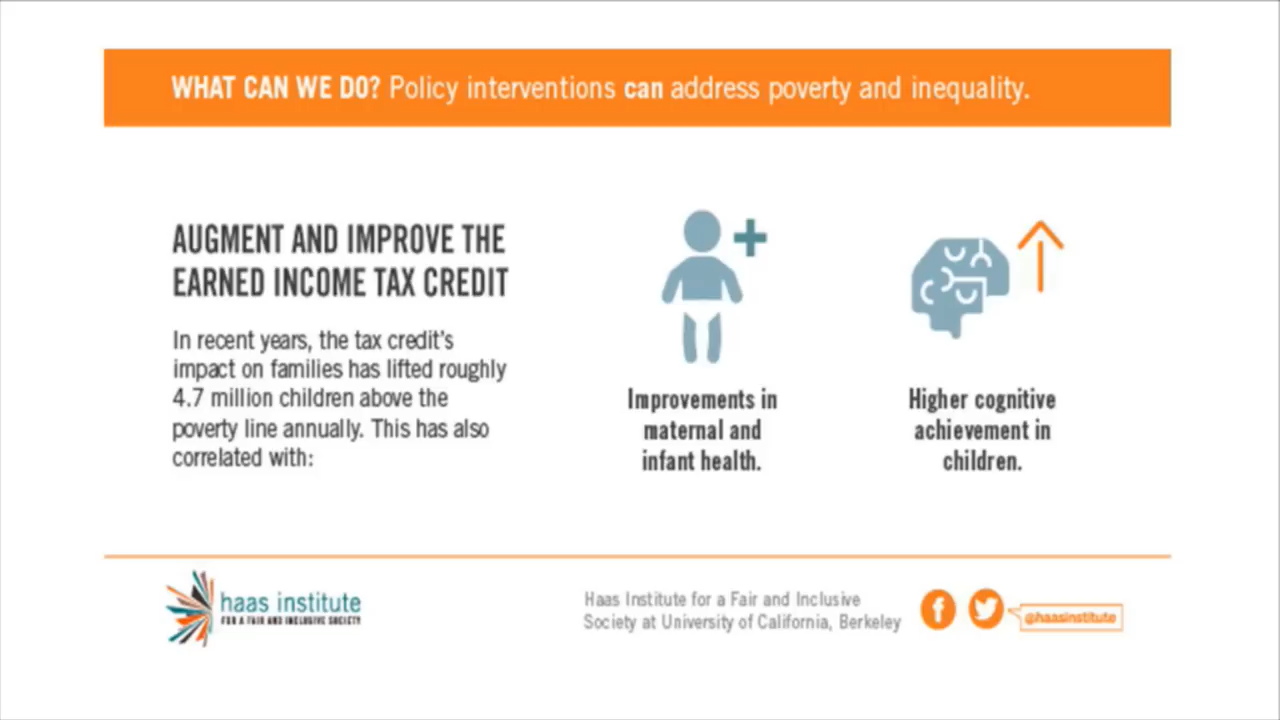 WHAT CAN WE DO? Policy interventions can address poverty and inequality.
AUGMENT AND IMPROVE THE
EARNED INCOME TAX CREDIT
In recent years, the tax credit's
impact on families has lifted roughly
4.7 million children above the
poverty line annually. This has also
correlated with:
Improvements in
maternal and
infant health.
Higher cognitive
achievement in
children.
haas institute
FOR A FAIR AND INCLUSIVE SOCIETY
Haas Institute for a Fair and Inclusive
Society at University of California, Berkeley
@haasinstitute